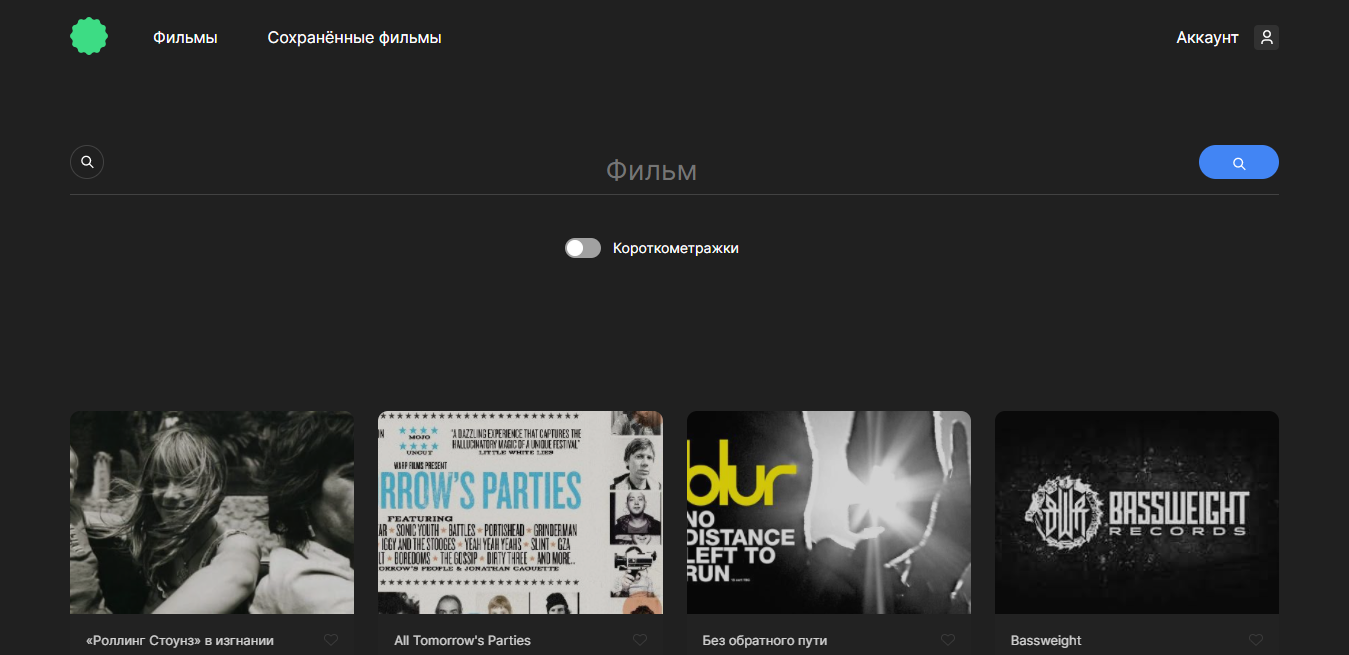 Фильмы
Сохранённые фильмы
Аккаунт
Фильм
Короткометражки
MOJO
UNCUT
"A DAZZLING EXPERIENCE THAT CAPTURES THE
HALLUCINATORY MAGIC OF A UNIQUE FESTIVAL"
LITTLE WHITE LIES
WARP FILMS PRESENT
RROW'S PARTIES
FEATURING
AR ★ SONIC YOUTH ★ BATTLES ★ PORTISHEAD ★ GRINDERMAN
IGGY AND THE STOOGES ★ YEAH YEAH YEAHS ★ SLINT ★ GZA
LT ★ BOREDOMS ★ THE GOSSIP ★ DIRTY THREE ★ AND MORE..
ORROW'S PEOPLE & JONATHAN CAOUETTE
blur
NO
DISTANCE
LEFT TO
RUN
BASSWEIGHT
RECORDS
«Роллинг Стоунз» в изгнании
All Tomorrow's Parties
Без обратного пути
Bassweight